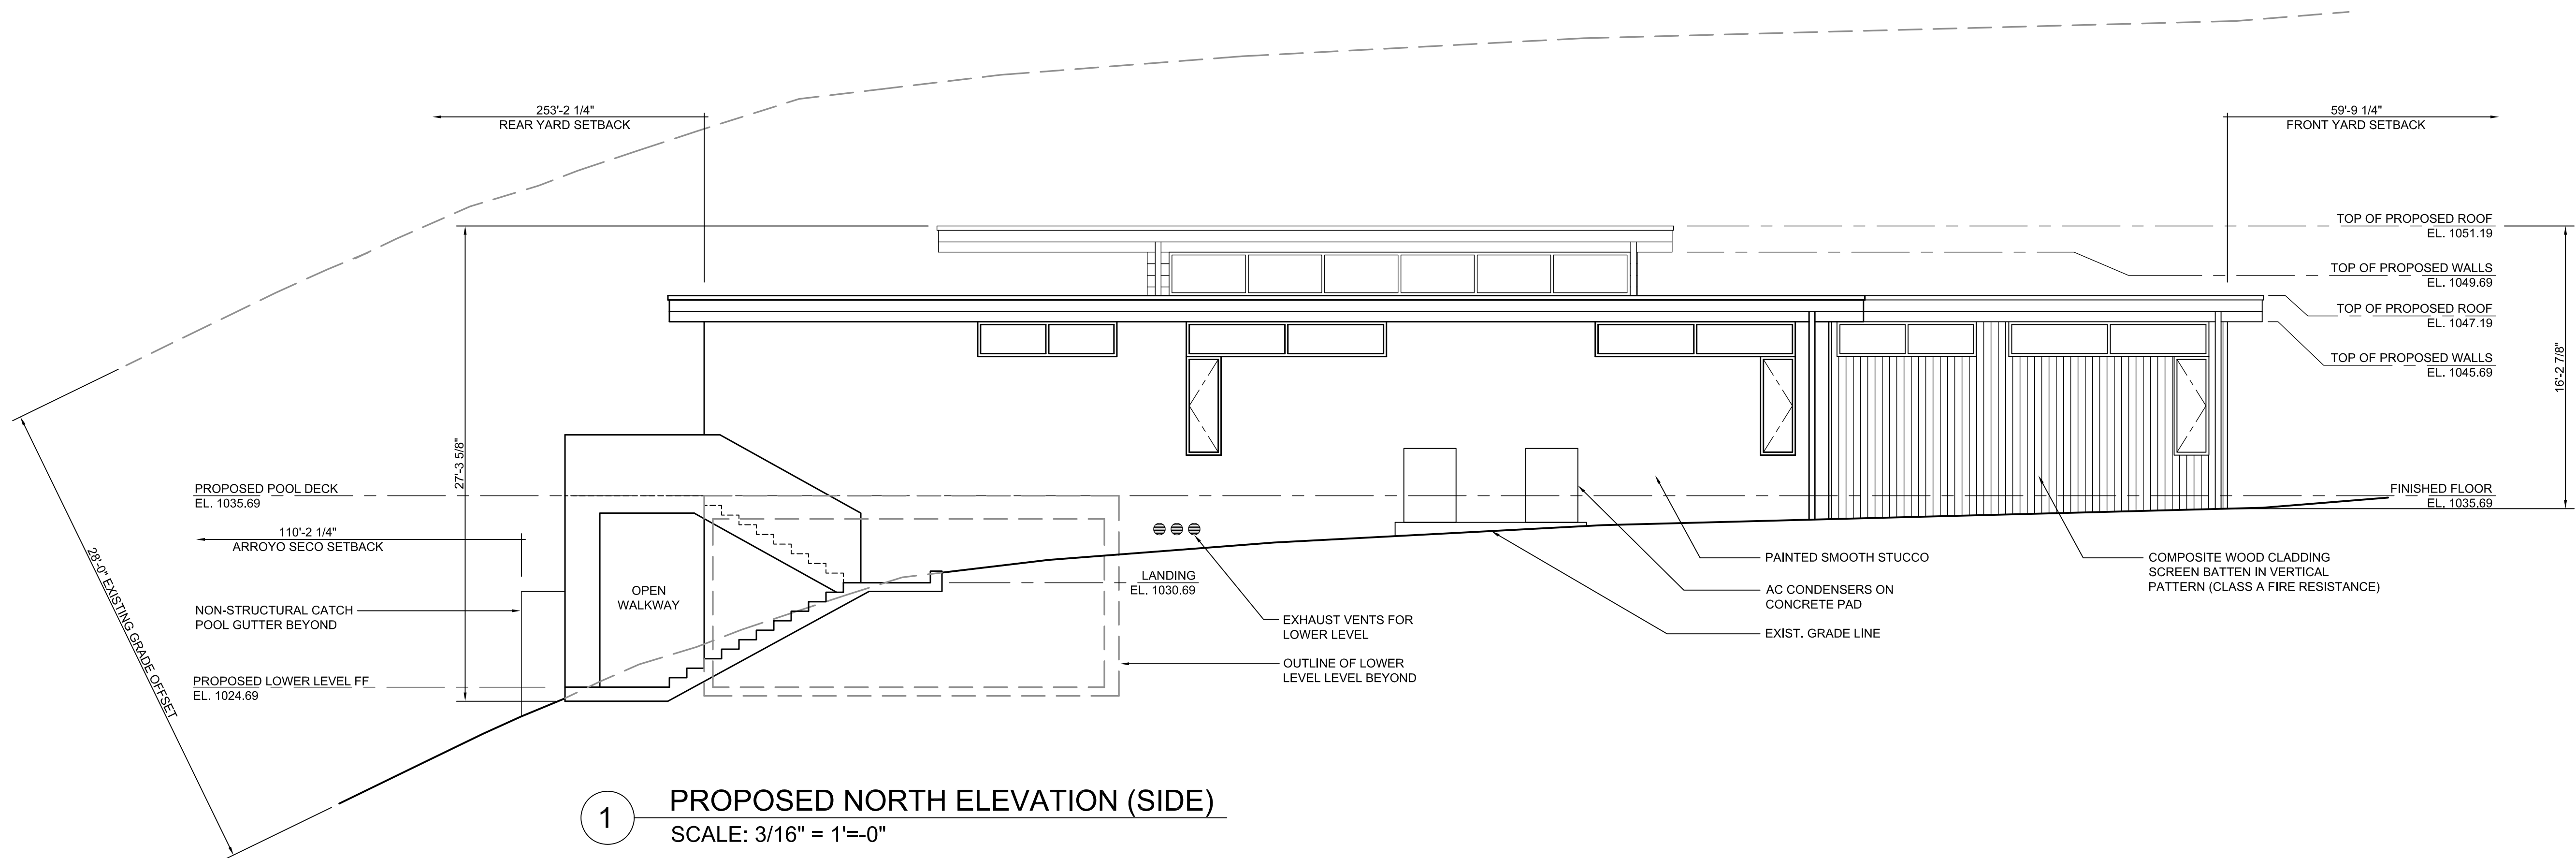 253'-2 1/4"
REAR YARD SETBACK
59'-9 1/4"
FRONT YARD SETBACK
TOP OF PROPOSED ROOF
EL. 1051.19
TOP OF PROPOSED WALLS
EL. 1049.69
TOP OF PROPOSED ROOF
EL. 1047.19
TOP OF PROPOSED WALLS
EL. 1045.69
16'-2 7/8"
27'-3 5/8"
PROPOSED POOL DECK
EL. 1035.69
FINISHED FLOOR
EL. 1035.69
110'-2 1/4"
ARROYO SECO SETBACK
28'-0" EXISTING GRADE OFFSET
OPEN
WALKWAY
LANDING
EL. 1030.69
NON-STRUCTURAL CATCH
POOL GUTTER BEYOND
PROPOSED LOWER LEVEL FF
EL. 1024.69
EXHAUST VENTS FOR
LOWER LEVEL
OUTLINE OF LOWER
LEVEL LEVEL BEYOND
PAINTED SMOOTH STUCCO
AC CONDENSERS ON
CONCRETE PAD
EXIST. GRADE LINE
COMPOSITE WOOD CLADDING
SCREEN BATTEN IN VERTICAL
PATTERN (CLASS A FIRE RESISTANCE)
1
PROPOSED NORTH ELEVATION (SIDE)
SCALE: 3/16" = 1'=-0"